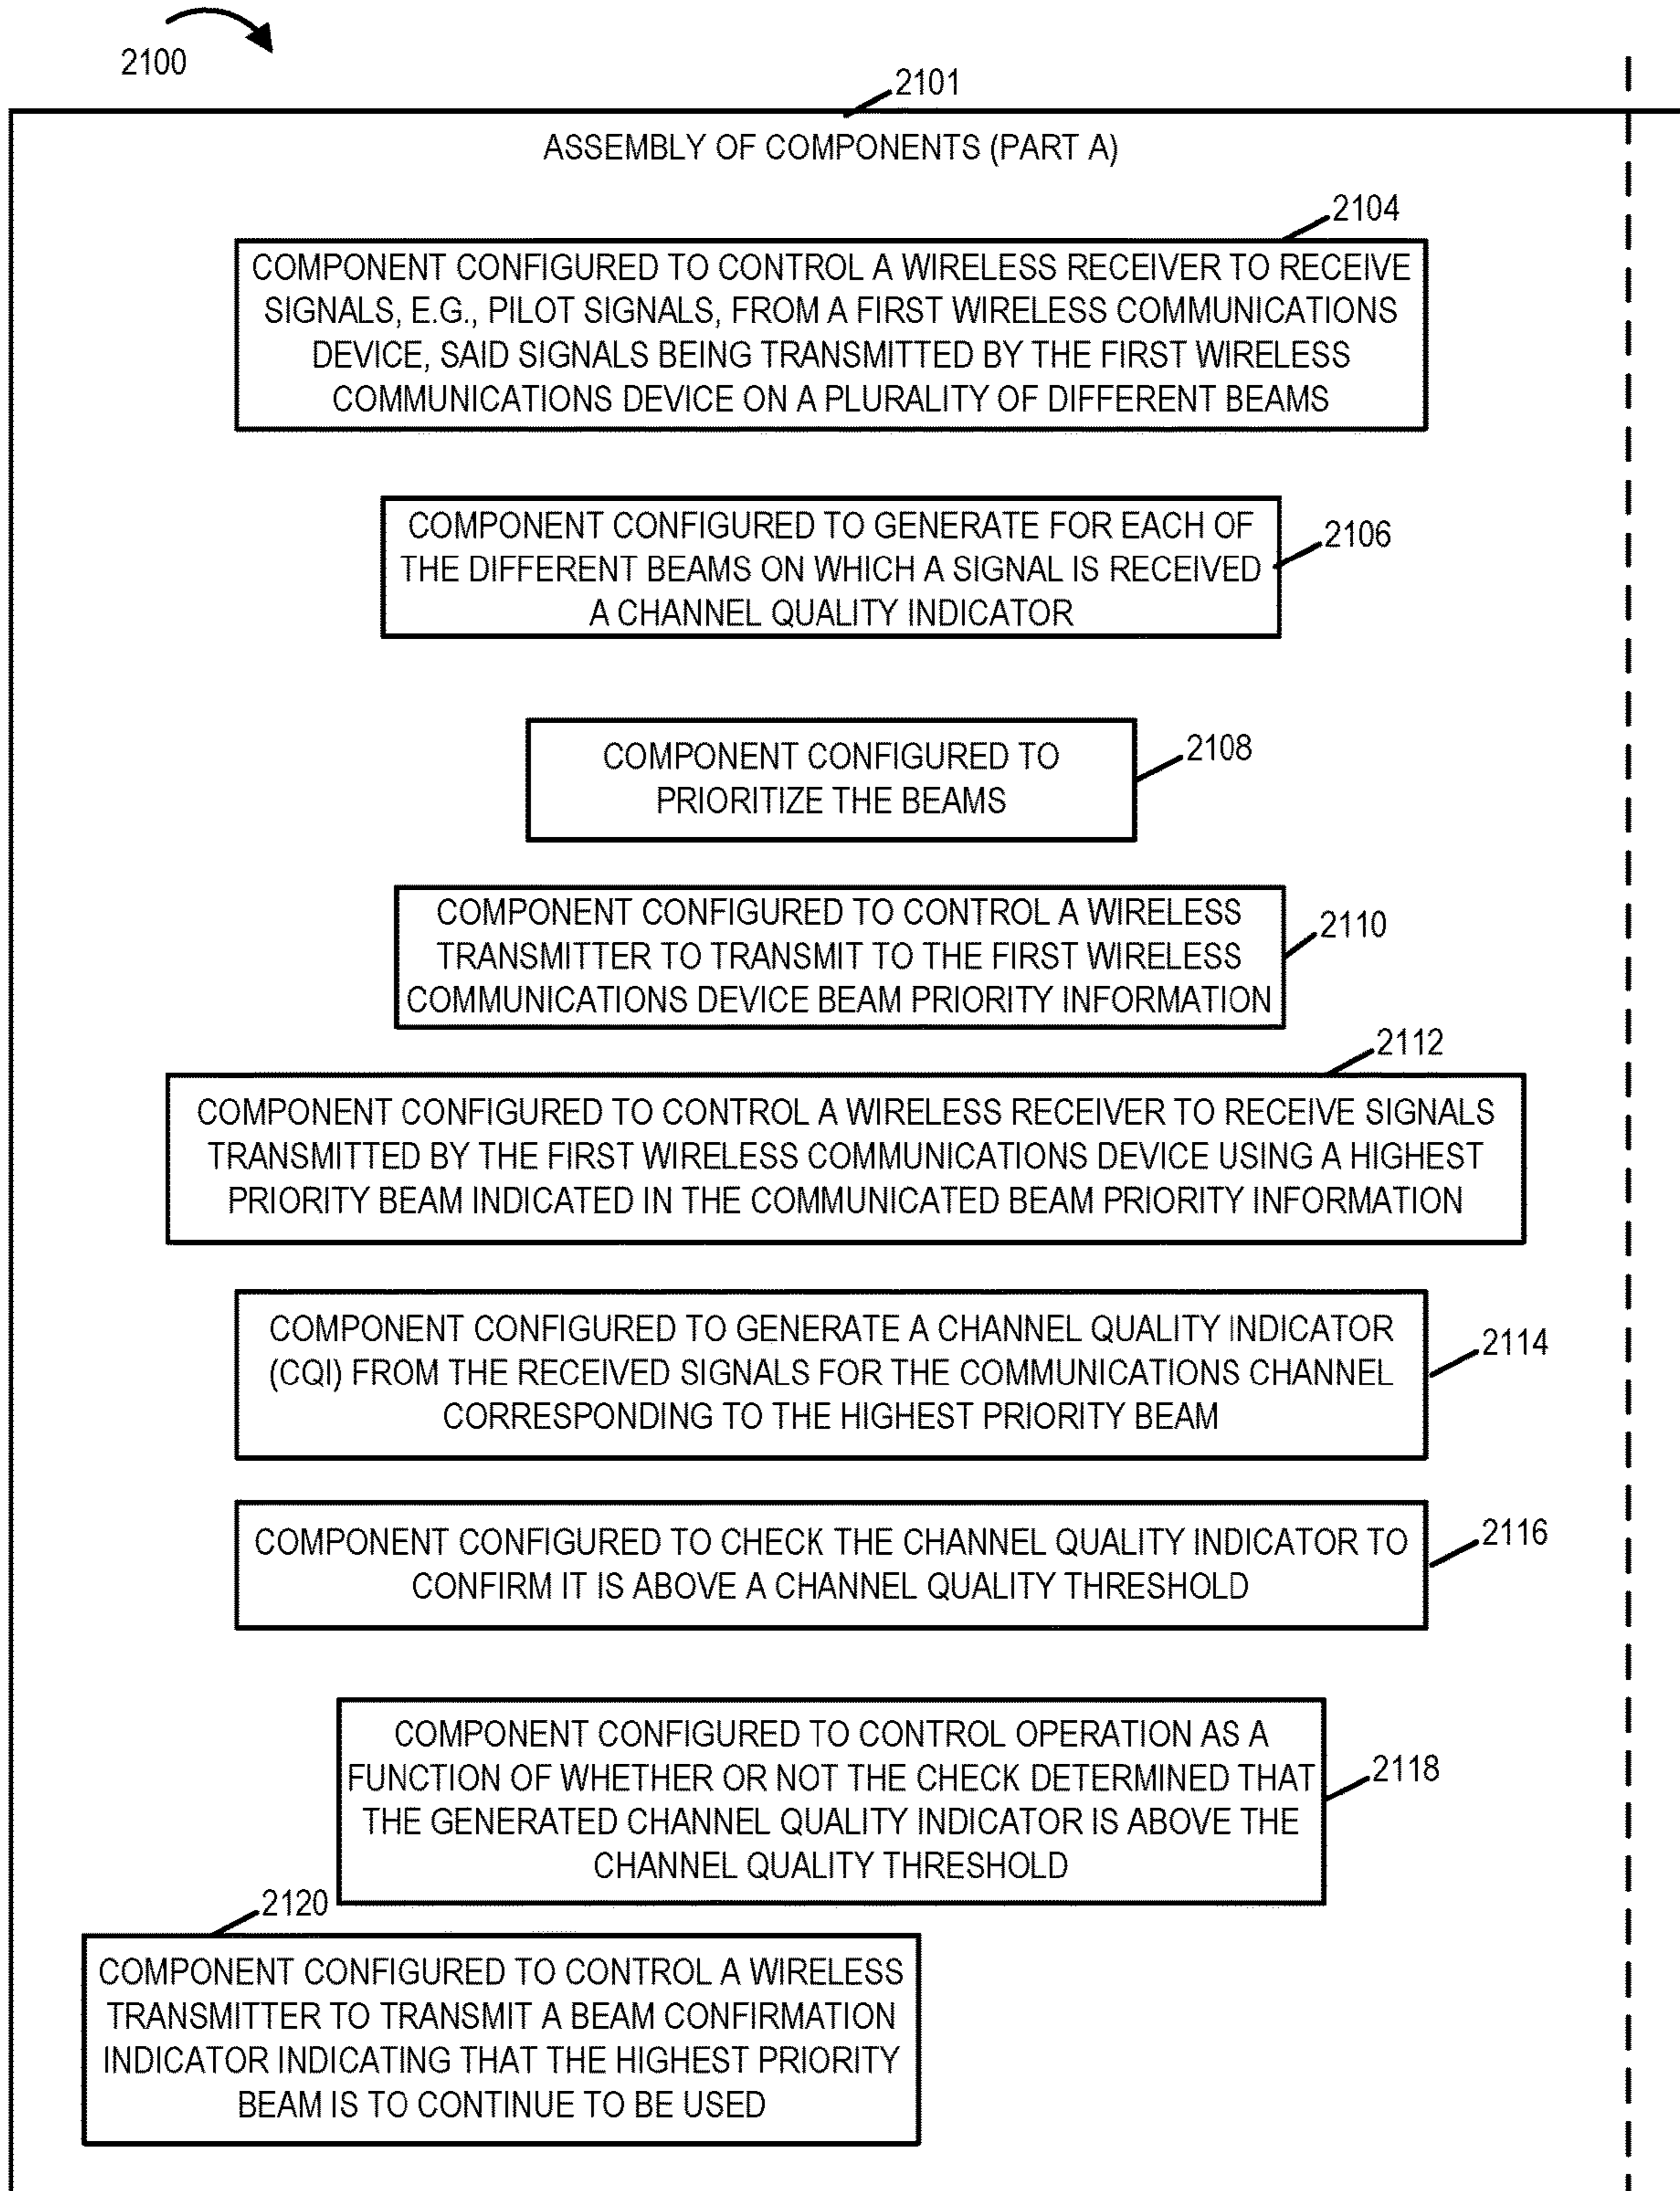 2100
2101
ASSEMBLY OF COMPONENTS (PART A)
2104
COMPONENT CONFIGURED TO CONTROL A WIRELESS RECEIVER TO RECEIVE
SIGNALS, E.G., PILOT SIGNALS, FROM A FIRST WIRELESS COMMUNICATIONS
DEVICE, SAID SIGNALS BEING TRANSMITTED BY THE FIRST WIRELESS
COMMUNICATIONS DEVICE ON A PLURALITY OF DIFFERENT BEAMS
COMPONENT CONFIGURED TO GENERATE FOR EACH OF
THE DIFFERENT BEAMS ON WHICH A SIGNAL IS RECEIVED
A CHANNEL QUALITY INDICATOR
2106
COMPONENT CONFIGURED TO
PRIORITIZE THE BEAMS
2108
COMPONENT CONFIGURED TO CONTROL A WIRELESS
TRANSMITTER TO TRANSMIT TO THE FIRST WIRELESS
COMMUNICATIONS DEVICE BEAM PRIORITY INFORMATION
2110
2112
COMPONENT CONFIGURED TO CONTROL A WIRELESS RECEIVER TO RECEIVE SIGNALS
TRANSMITTED BY THE FIRST WIRELESS COMMUNICATIONS DEVICE USING A HIGHEST
PRIORITY BEAM INDICATED IN THE COMMUNICATED BEAM PRIORITY INFORMATION
COMPONENT CONFIGURED TO GENERATE A CHANNEL QUALITY INDICATOR
(CQI) FROM THE RECEIVED SIGNALS FOR THE COMMUNICATIONS CHANNEL
CORRESPONDING TO THE HIGHEST PRIORITY BEAM
2114
COMPONENT CONFIGURED TO CHECK THE CHANNEL QUALITY INDICATOR TO
CONFIRM IT IS ABOVE A CHANNEL QUALITY THRESHOLD
2116
COMPONENT CONFIGURED TO CONTROL OPERATION AS A
FUNCTION OF WHETHER OR NOT THE CHECK DETERMINED THAT
THE GENERATED CHANNEL QUALITY INDICATOR IS ABOVE THE
CHANNEL QUALITY THRESHOLD
2118
2120
COMPONENT CONFIGURED TO CONTROL A WIRELESS
TRANSMITTER TO TRANSMIT A BEAM CONFIRMATION
INDICATOR INDICATING THAT THE HIGHEST PRIORITY
BEAM IS TO CONTINUE TO BE USED